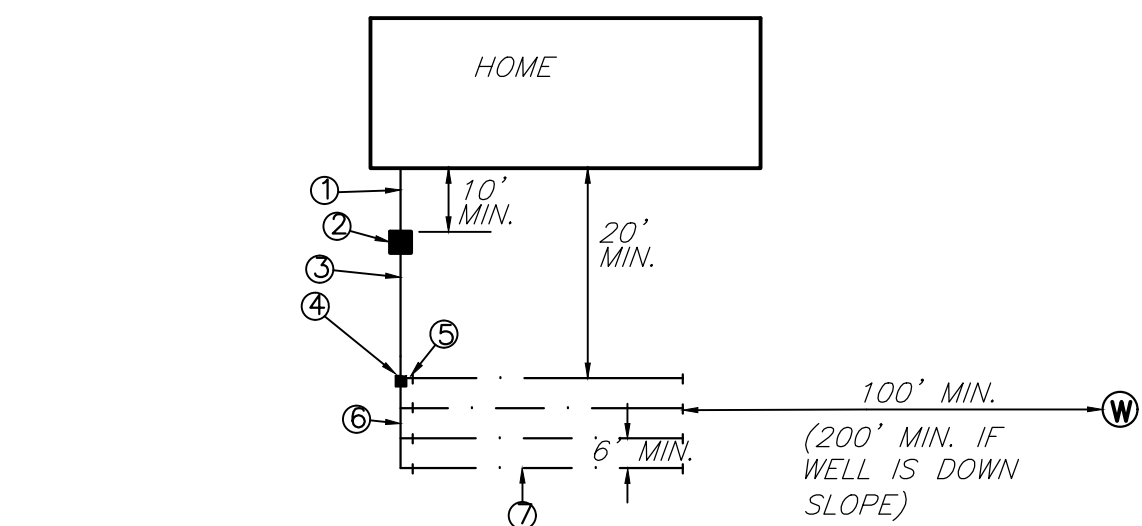 HOME
①
10'
MIN.
②
20'
MIN.
③
④
⑤
100' MIN.
W
⑥
(200' MIN. IF
WELL IS DOWN
SLOPE)
6' MIN.
⑦